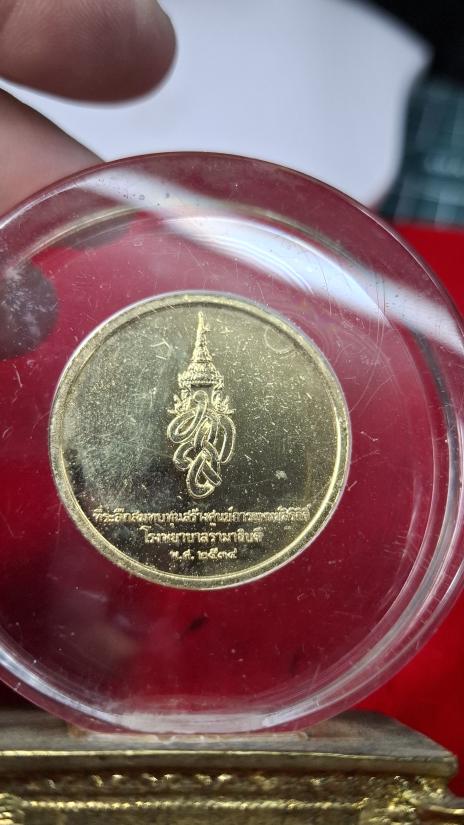 ที่ระลึกสมทบทุนสร้างศูนย์การแพทย์สิริกิติ์
โรงพยาบาลรามาธิบดี
พ.ศ. ๒๕๓๔